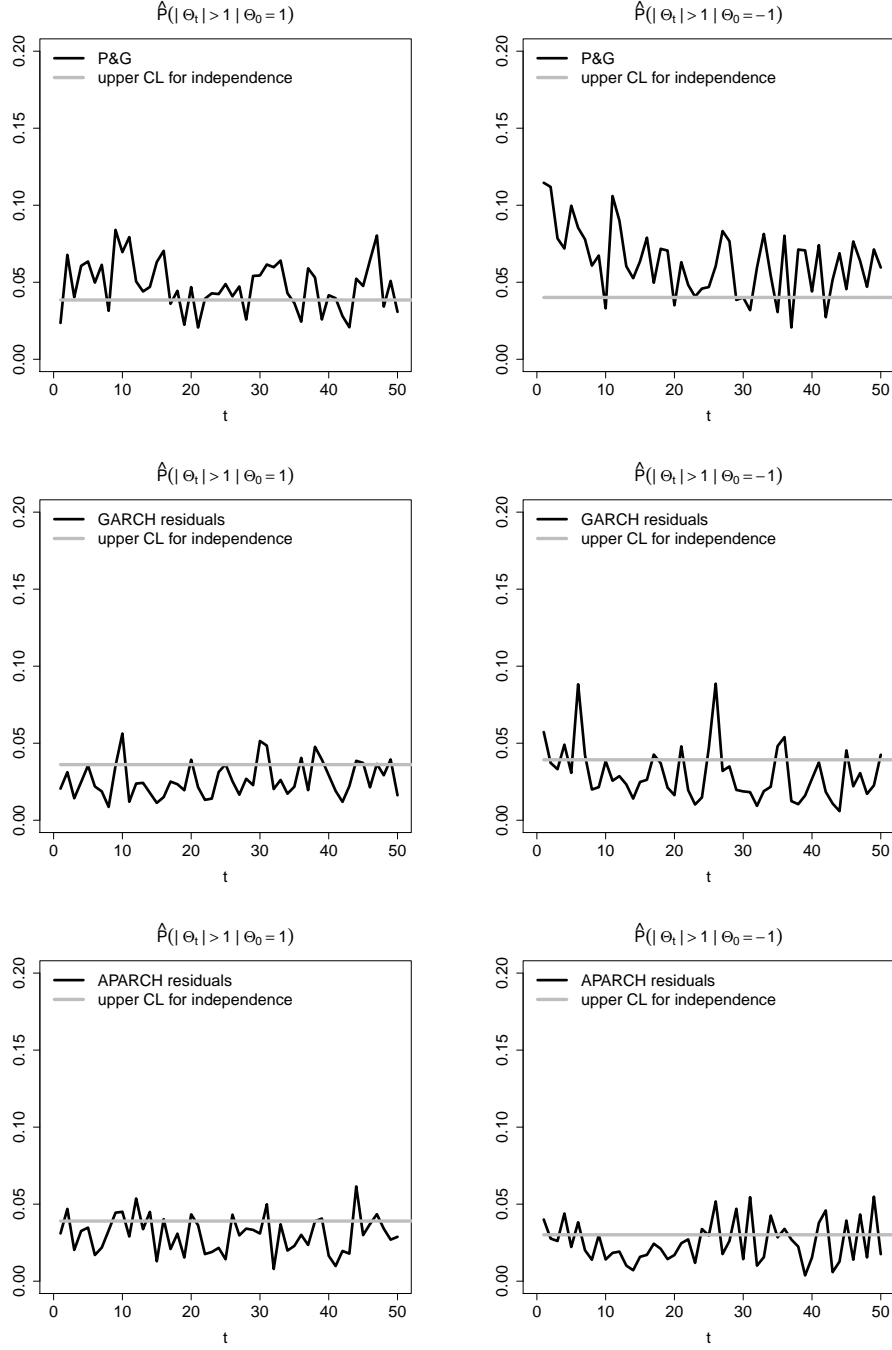 P̂(| Θₜ | > 1 | Θ₀ = 1)
P&G
upper CL for independence
0.00 0.05 0.10 0.15 0.20
0 10 20 30 40 50
t
P̂(| Θₜ | > 1 | Θ₀ = −1)
P&G
upper CL for independence
0.00 0.05 0.10 0.15 0.20
0 10 20 30 40 50
t
P̂(| Θₜ | > 1 | Θ₀ = 1)
GARCH residuals
upper CL for independence
0.00 0.05 0.10 0.15 0.20
0 10 20 30 40 50
t
P̂(| Θₜ | > 1 | Θ₀ = −1)
GARCH residuals
upper CL for independence
0.00 0.05 0.10 0.15 0.20
0 10 20 30 40 50
t
P̂(| Θₜ | > 1 | Θ₀ = 1)
APARCH residuals
upper CL for independence
0.00 0.05 0.10 0.15 0.20
0 10 20 30 40 50
t
P̂(| Θₜ | > 1 | Θ₀ = −1)
APARCH residuals
upper CL for independence
0.00 0.05 0.10 0.15 0.20
0 10 20 30 40 50
t